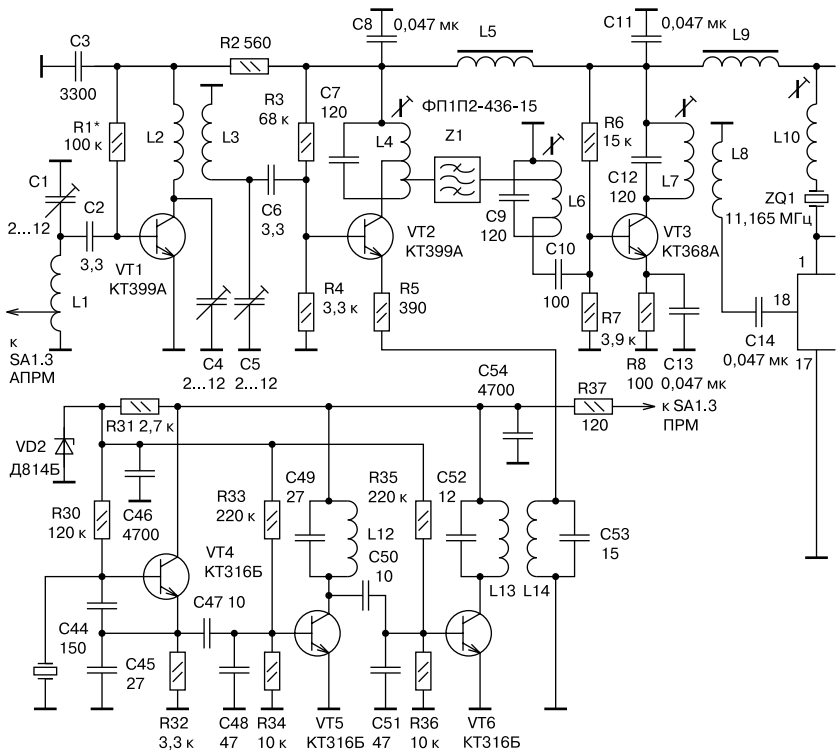 C3
3300
R1*
100 к
C1
2...12
C2
3,3
L1
к
SA1.3
АПРМ
VT1
КТ399А
L2
L3
R2 560
C4
2...12
C5
2...12
C6
3,3
R3
68 к
R4
3,3 к
C7
120
C8
0,047 мк
L4
VT2
КТ399А
R5
390
L5
ФП1П2-436-15
Z1
C9
120
L6
C10
100
C11
0,047 мк
R6
15 к
R7
3,9 к
C12
120
L7
VT3
КТ368А
R8
100
C13
0,047 мк
L8
L9
L10
ZQ1
11,165 МГц
C14
0,047 мк
1
18
17
VD2
Д814Б
R31 2,7 к
R30
120 к
C46
4700
VT4
КТ316Б
C44
150
C45
27
R32
3,3 к
C47 10
C48
47
R33
220 к
R34
10 к
C49
27
L12
C50
10
VT5
КТ316Б
C51
47
R35
220 к
R36
10 к
C52
12
L13
L14
VT6
КТ316Б
C53
15
C54
4700
R37
120
к SA1.3
ПРМ